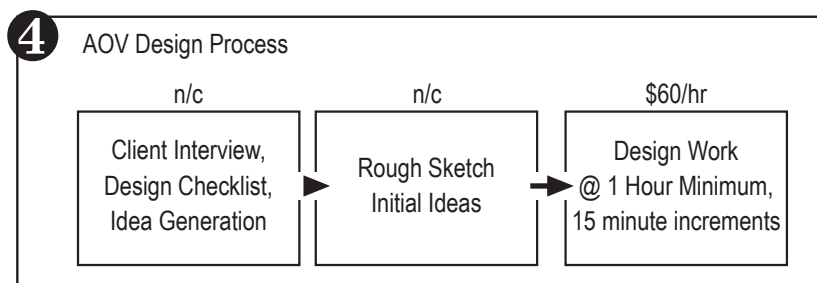 4
AOV Design Process
n/c
n/c
$60/hr
Client Interview,
Design Checklist,
Idea Generation
Rough Sketch
Initial Ideas
Design Work
@ 1 Hour Minimum,
15 minute increments